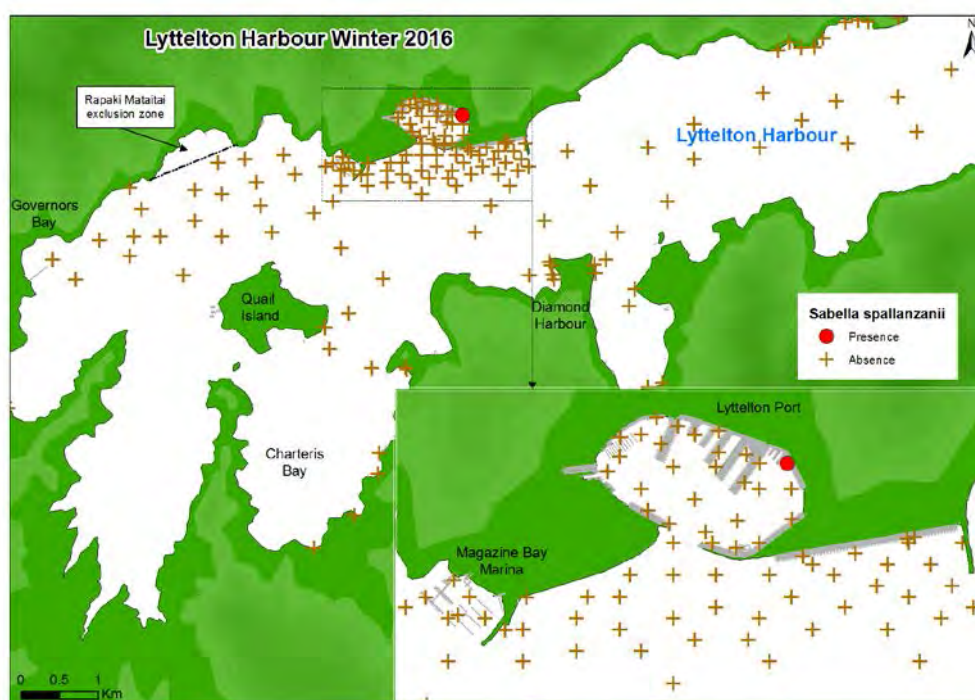 Lyttelton Harbour Winter 2016
N
Rapaki Mataitai
exclusion zone
Lyttelton Harbour
Governors
Bay
Quail
Island
Diamond
Harbour
Sabella spallanzanii
Presence
Absence
Lyttelton Port
Charteris
Bay
Magazine Bay
Marina
0 0.5 1
Km